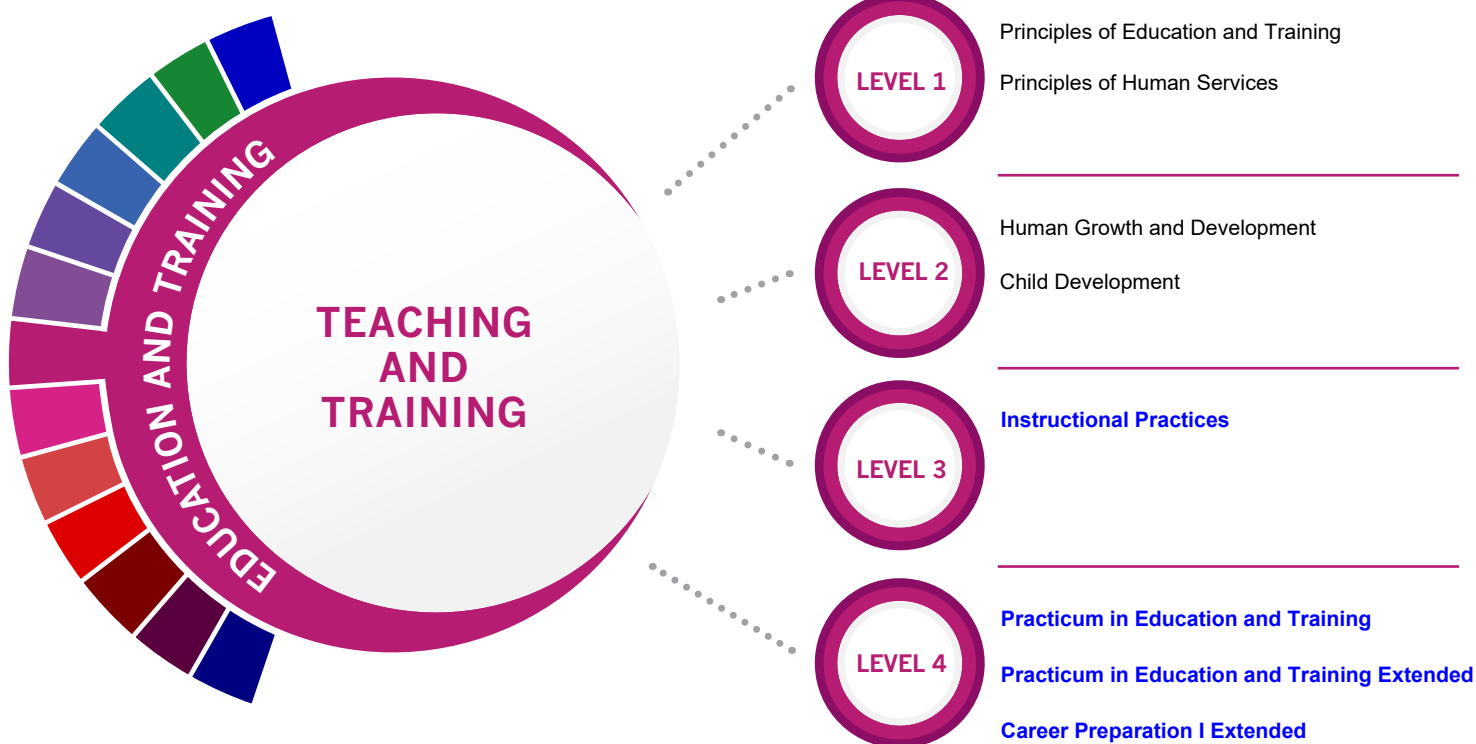 EDUCATION AND TRAINING
TEACHING
AND
TRAINING
LEVEL 1
Principles of Education and Training
Principles of Human Services
LEVEL 2
Human Growth and Development
Child Development
LEVEL 3
Instructional Practices
LEVEL 4
Practicum in Education and Training
Practicum in Education and Training Extended
Career Preparation I Extended